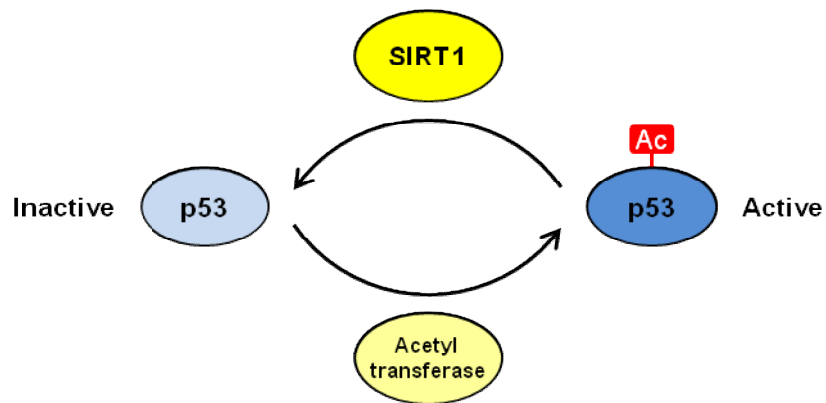 SIRT1
Ac
Inactive
p53
p53
Active
Acetyl
transferase